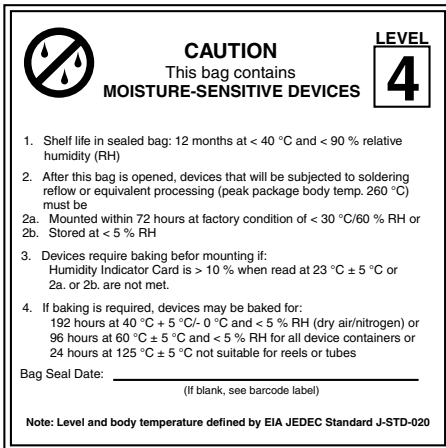 CAUTION
This bag contains
MOISTURE-SENSITIVE DEVICES
LEVEL
4
1. Shelf life in sealed bag: 12 months at < 40 °C and < 90 % relative
humidity (RH)
2. After this bag is opened, devices that will be subjected to soldering
reflow or equivalent processing (peak package body temp. 260 °C)
must be
2a. Mounted within 72 hours at factory condition of < 30 °C/60 % RH or
2b. Stored at < 5 % RH
3. Devices require baking befor mounting if:
Humidity Indicator Card is > 10 % when read at 23 °C ± 5 °C or
2a. or 2b. are not met.
4. If baking is required, devices may be baked for:
192 hours at 40 °C + 5 °C/- 0 °C and < 5 % RH (dry air/nitrogen) or
96 hours at 60 °C ± 5 °C and < 5 % RH for all device containers or
24 hours at 125 °C ± 5 °C not suitable for reels or tubes
Bag Seal Date:
(If blank, see barcode label)
Note: Level and body temperature defined by EIA JEDEC Standard J-STD-020